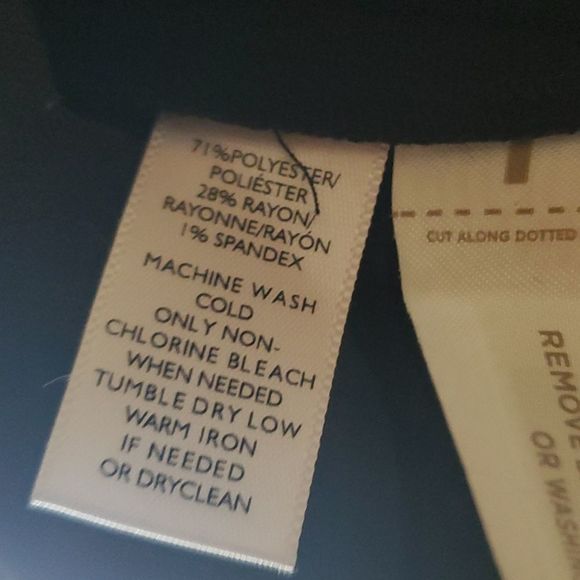 71%POLYESTER/
POLIÉSTER
28% RAYON/
RAYONNE/RAYÓN
1% SPANDEX
MACHINE WASH
COLD
ONLY NON-
CHLORINE BLEACH
WHEN NEEDED
TUMBLE DRY LOW
WARM IRON
IF NEEDED
OR DRYCLEAN
CUT ALONG DOTTED
REMOVE
OR WASHI